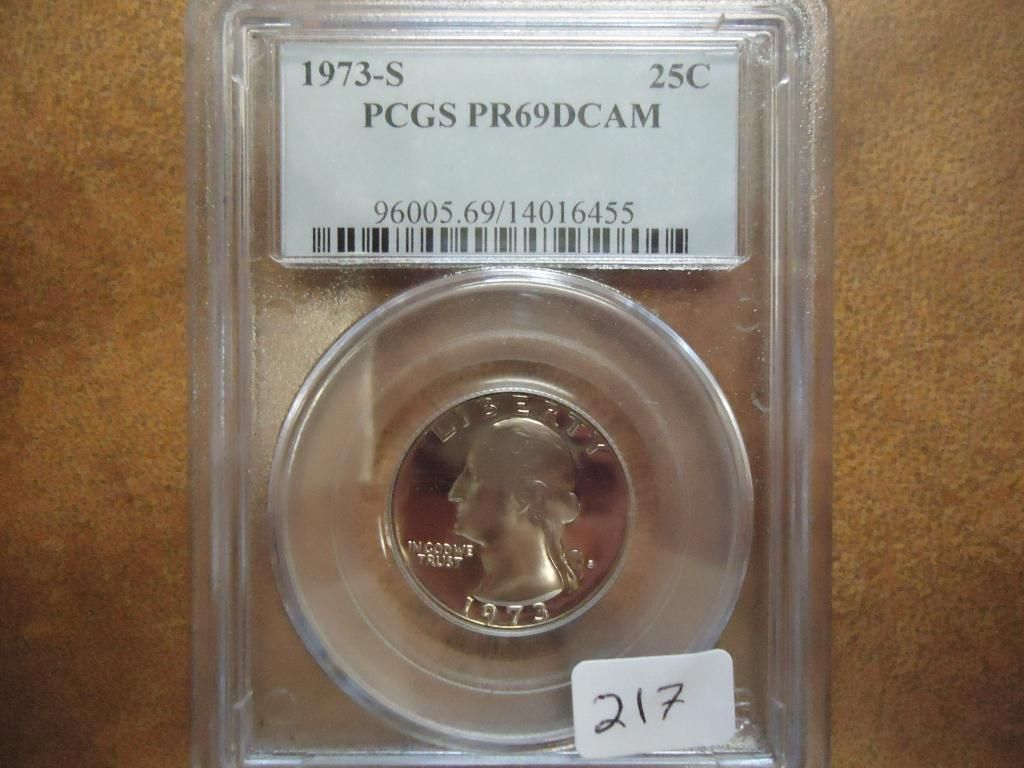 1973-S 25C
PCGS PR69DCAM
96005.69/14016455
LIBERTY
IN GOD WE
TRUST
S
1973
217